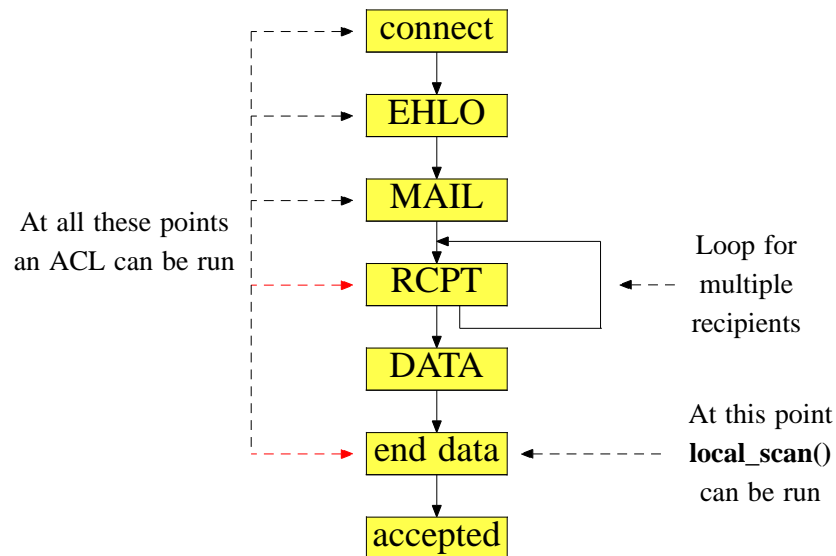 connect
EHLO
MAIL
At all these points
an ACL can be run
RCPT
Loop for
multiple
recipients
DATA
end data
At this point
local_scan()
can be run
accepted